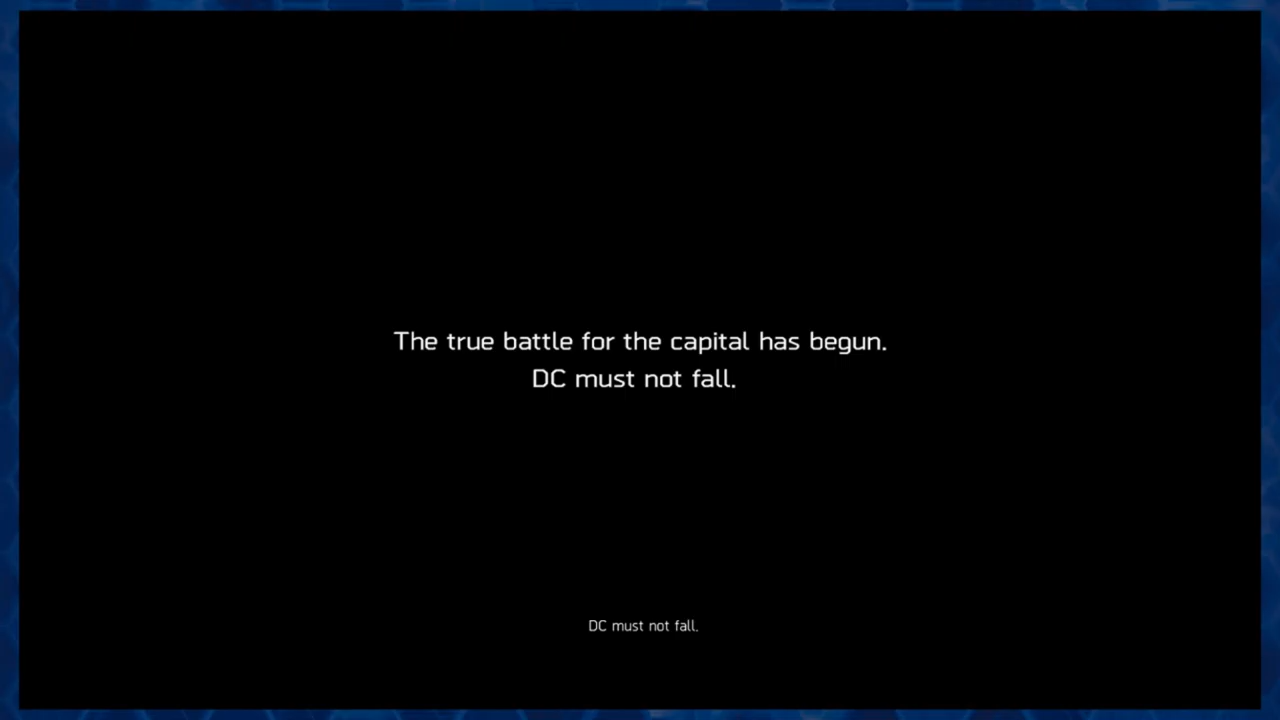 The true battle for the capital has begun.
DC must not fall.
DC must not fall.